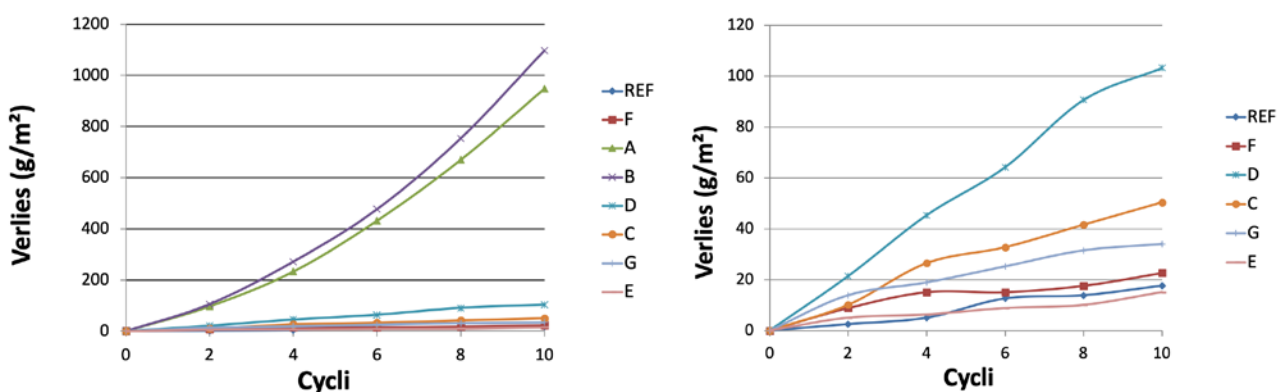 1200
1000
800
600
400
200
0
0 2 4 6 8 10
Verlies (g/m²)
Cycli
REF
F
A
B
D
C
G
E
120
100
80
60
40
20
0
0 2 4 6 8 10
Verlies (g/m²)
Cycli
REF
F
D
C
G
E